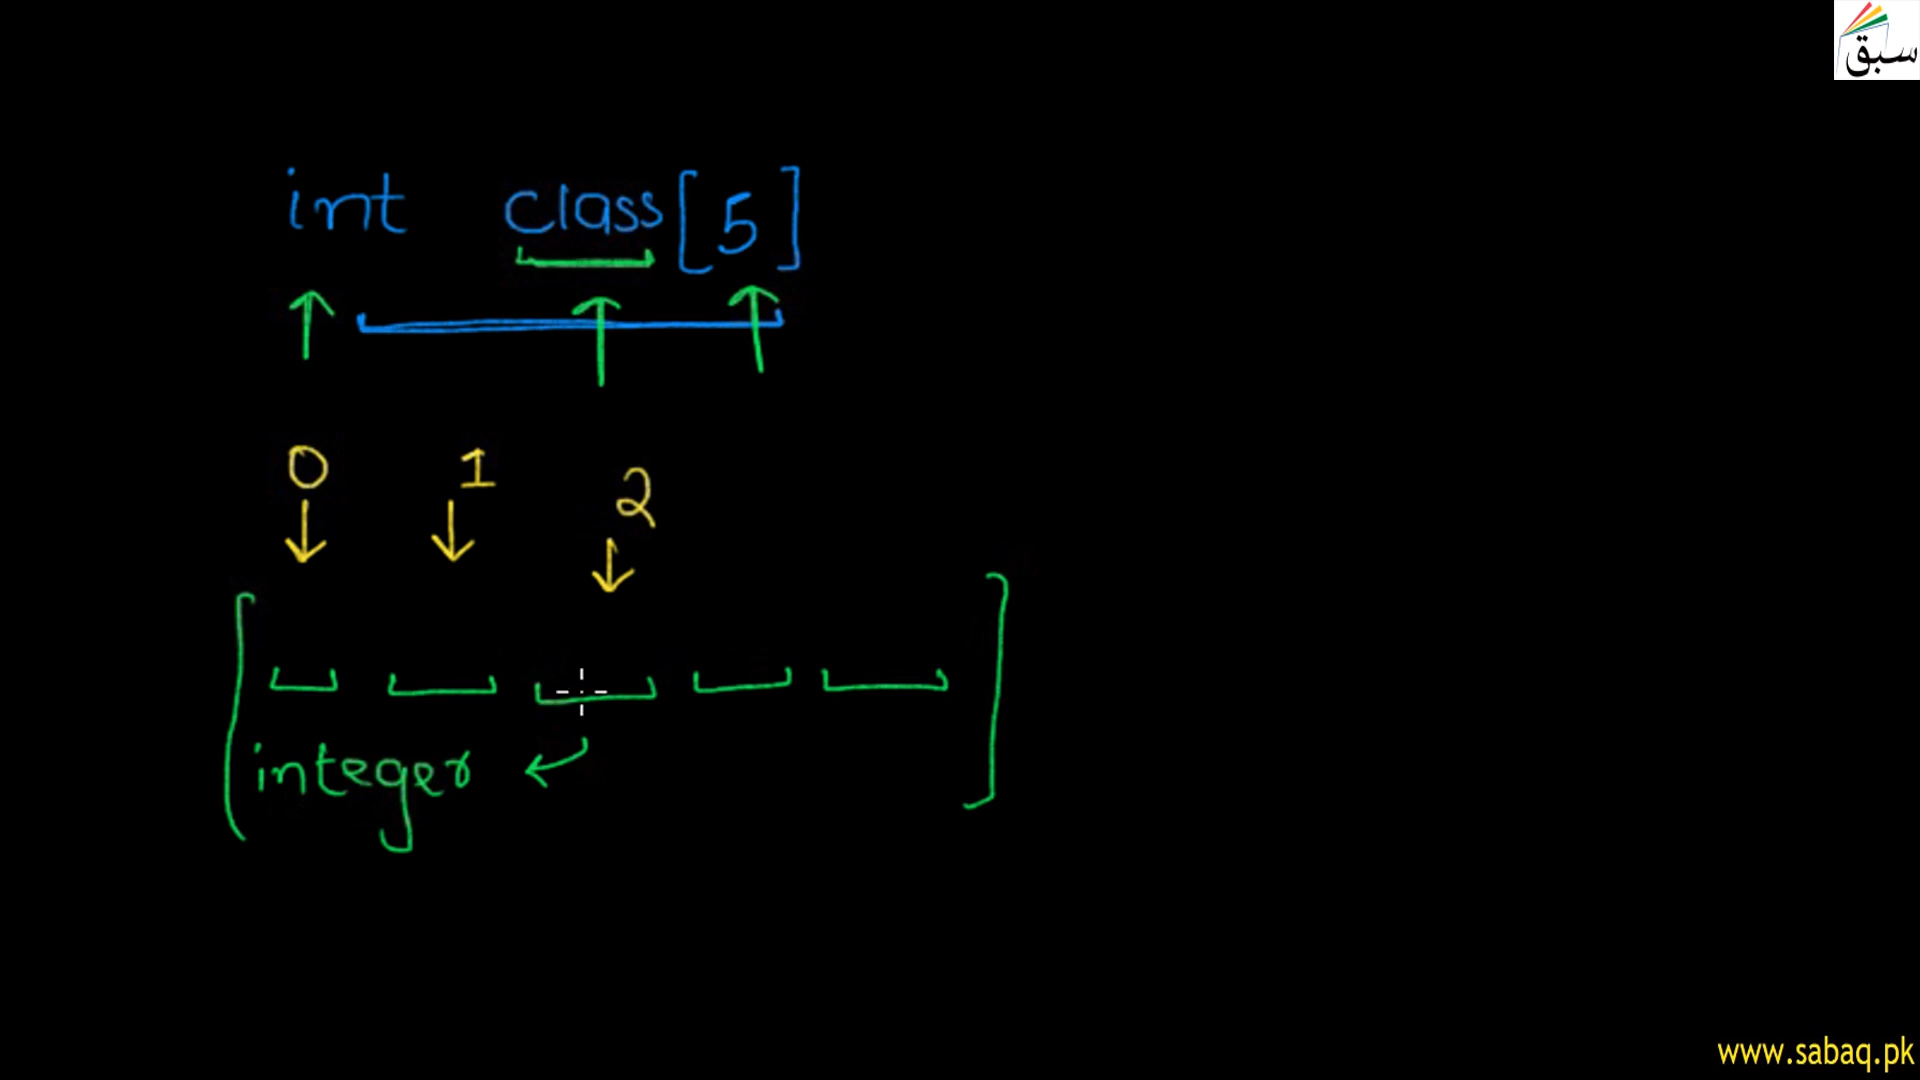 سبق
int class[5]
0 1 2
integer
www.sabaq.pk